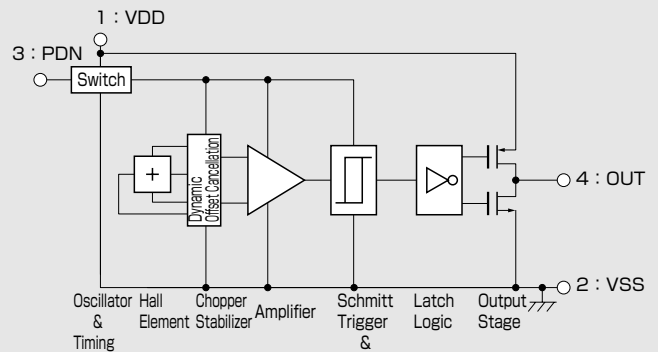 1 : VDD
3 : PDN
Switch
Dynamic
Offset Cancellation
+
4 : OUT
2 : VSS
Oscillator
&
Timing
Hall
Element
Chopper
Stabilizer
Amplifier
Schmitt
Trigger
&
Latch
Logic
Output
Stage